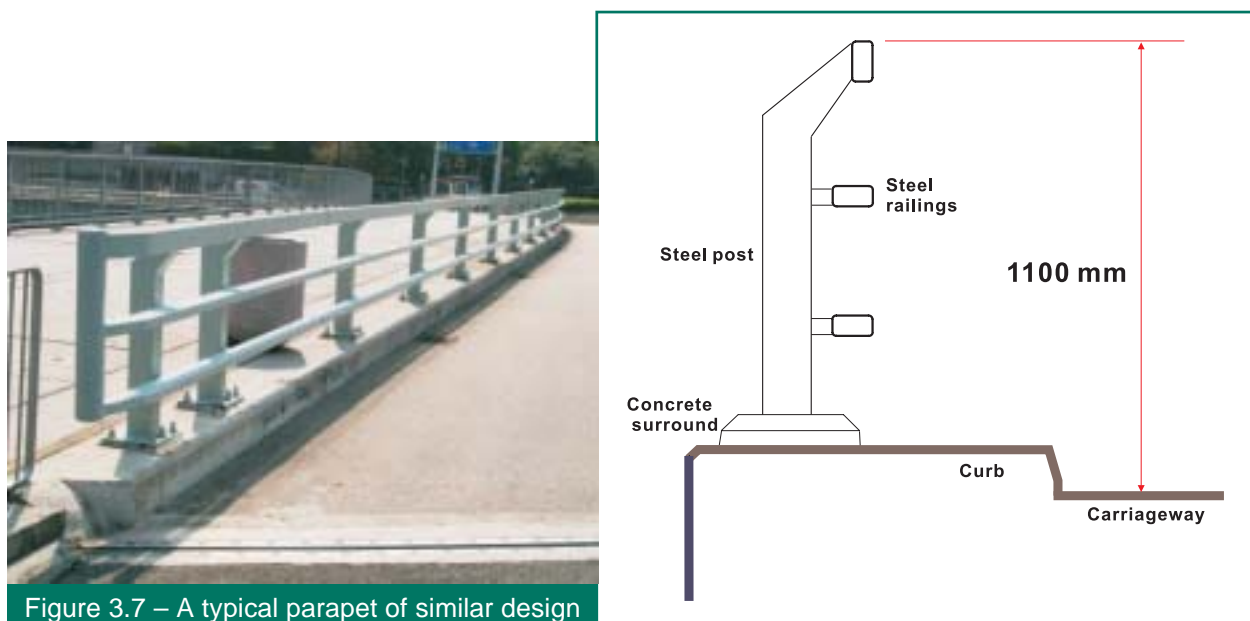 Steel
railings
Steel post
1100 mm
Concrete
surround
Curb
Carriageway
Figure 3.7 – A typical parapet of similar design